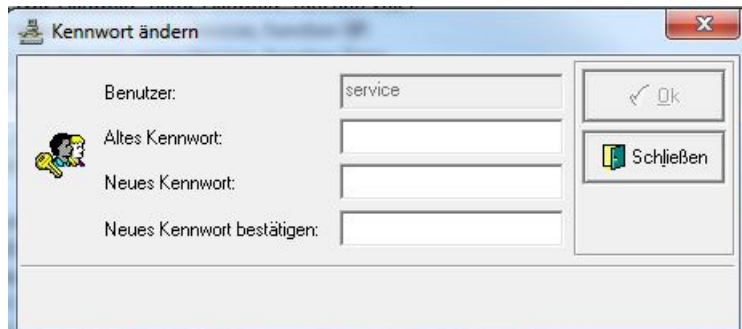 Kennwort ändern
Benutzer:
service
Ok
Altes Kennwort:
Schließen
Neues Kennwort:
Neues Kennwort bestätigen: